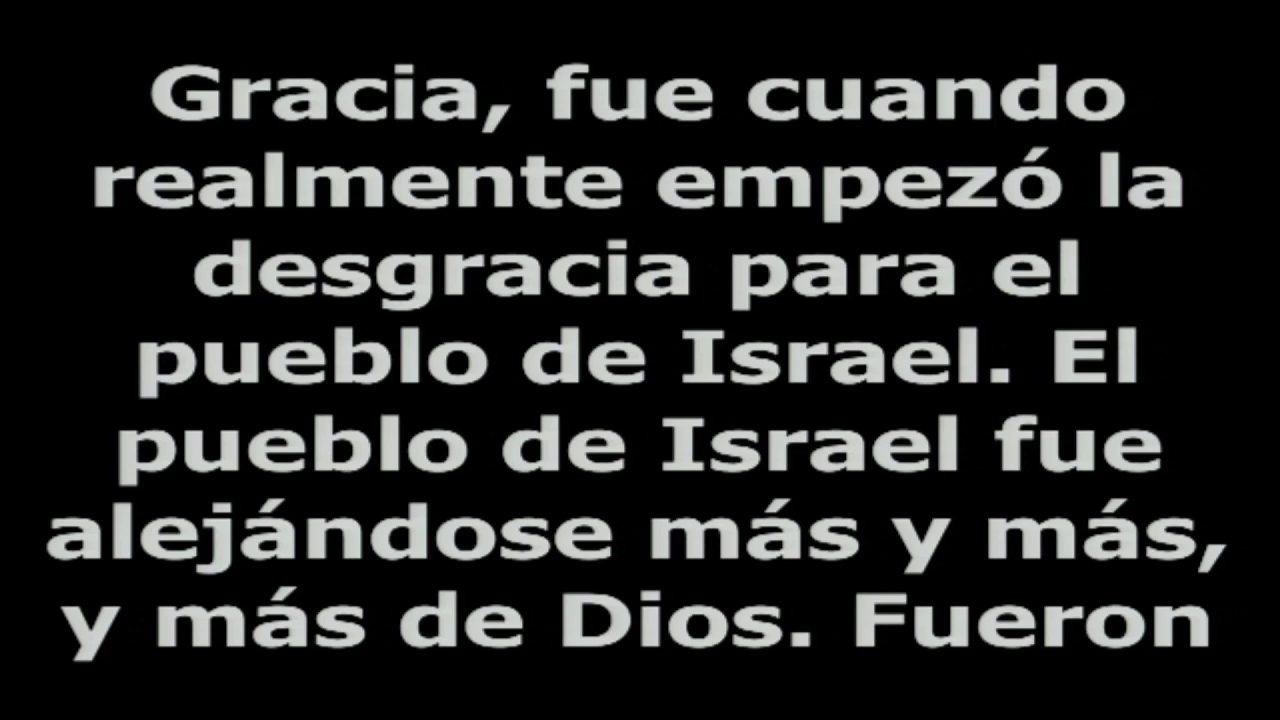 Gracia, fue cuando
realmente empezó la
desgracia para el
pueblo de Israel. El
pueblo de Israel fue
alejándose más y más,
y más de Dios. Fueron